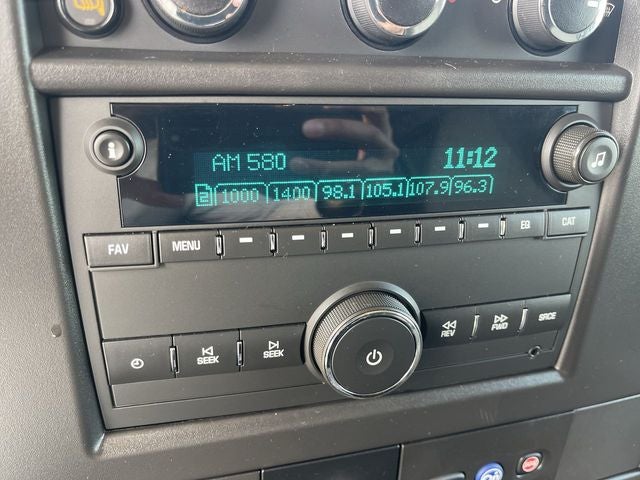 AM 580 11:12
1000 1400 98.1 105.1 107.9 96.3
FAV MENU EQ CAT
SEEK SEEK REV FWD SRCE